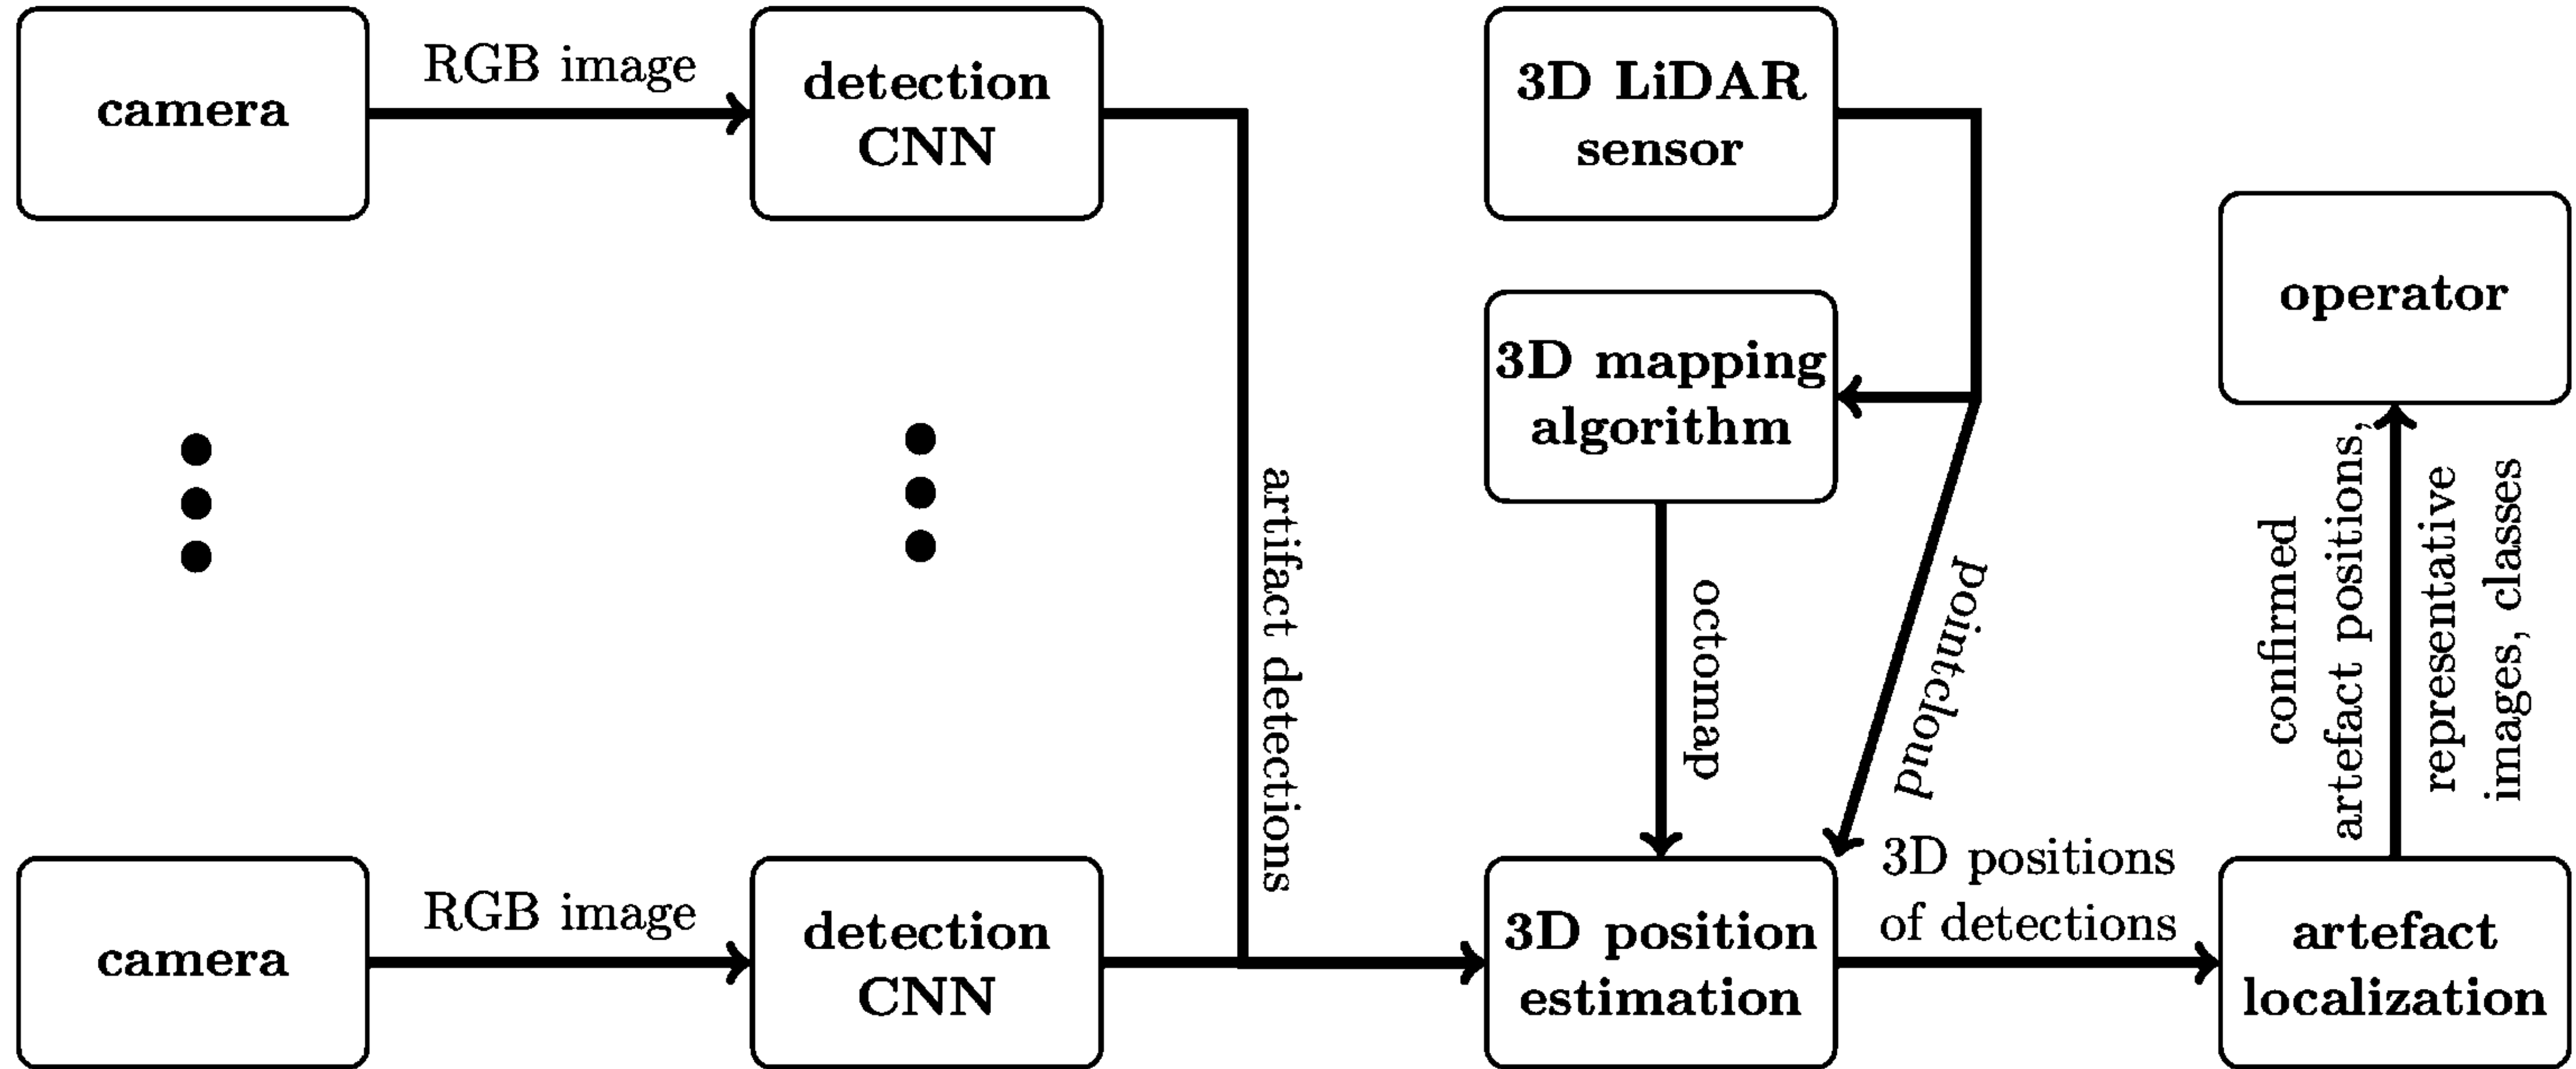 camera
RGB image
detection
CNN
3D LiDAR
sensor
3D mapping
algorithm
operator
artifact detections
octomap
pointcloud
confirmed
artefact positions,
representative
images, classes
camera
RGB image
detection
CNN
3D position
estimation
3D positions
of detections
artefact
localization